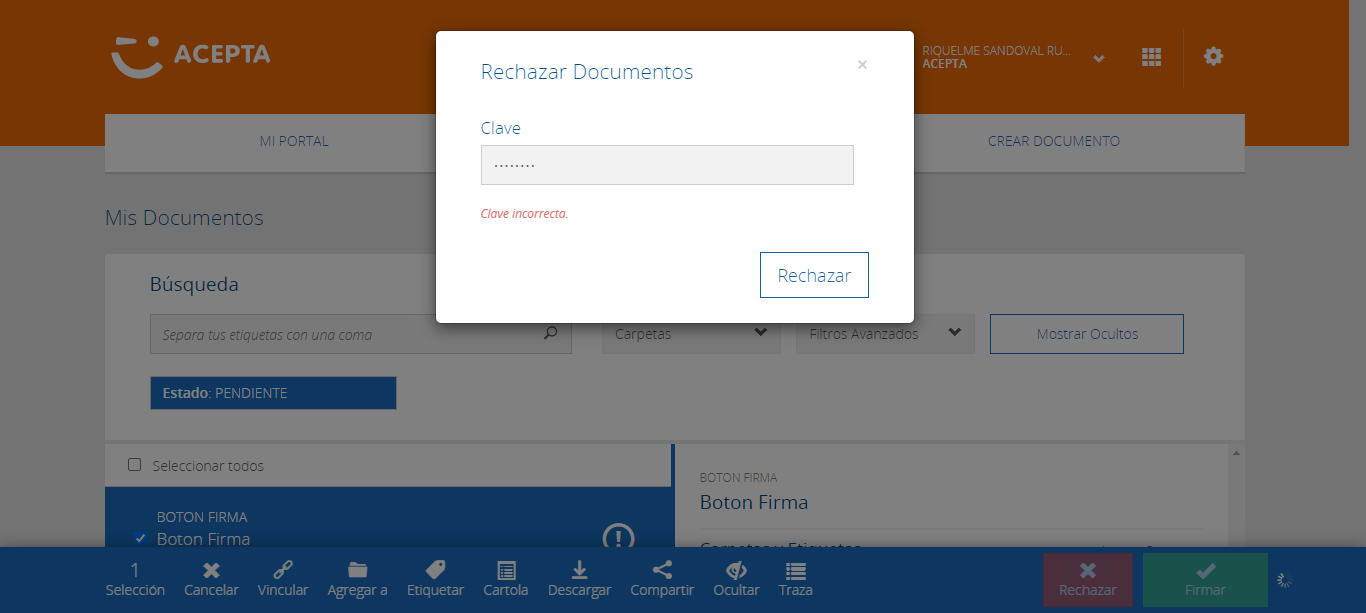 ACEPTA
RIQUELME SANDOVAL RU...
ACEPTA
Rechazar Documentos
×
Clave
........
Clave incorrecta.
Rechazar
MI PORTAL
CREAR DOCUMENTO
Mis Documentos
Búsqueda
Separa tus etiquetas con una coma
Carpetas
Filtros Avanzados
Mostrar Ocultos
Estado: PENDIENTE
Seleccionar todos
BOTON FIRMA
Boton Firma
BOTON FIRMA
Boton Firma
Carpetas y Etiquetas
1
Selección
Cancelar
Vincular
Agregar a
Etiquetar
Cartola
Descargar
Compartir
Ocultar
Traza
Rechazar
Firmar